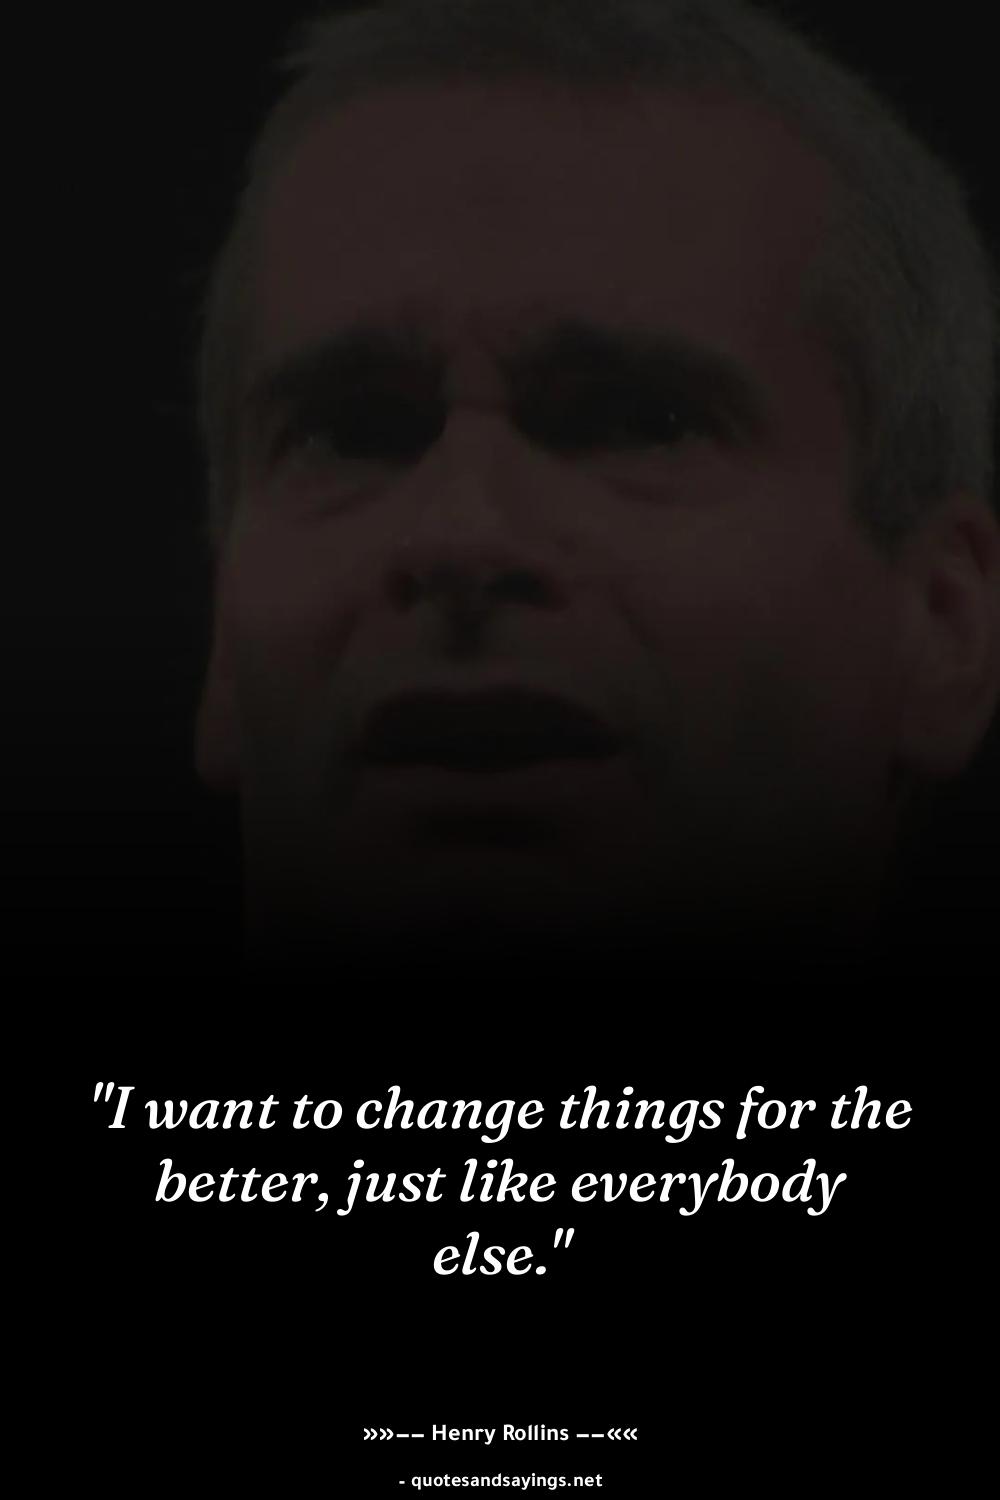 "I want to change things for the
better, just like everybody
else."
»»—— Henry Rollins ——««
- quotesandsayings.net